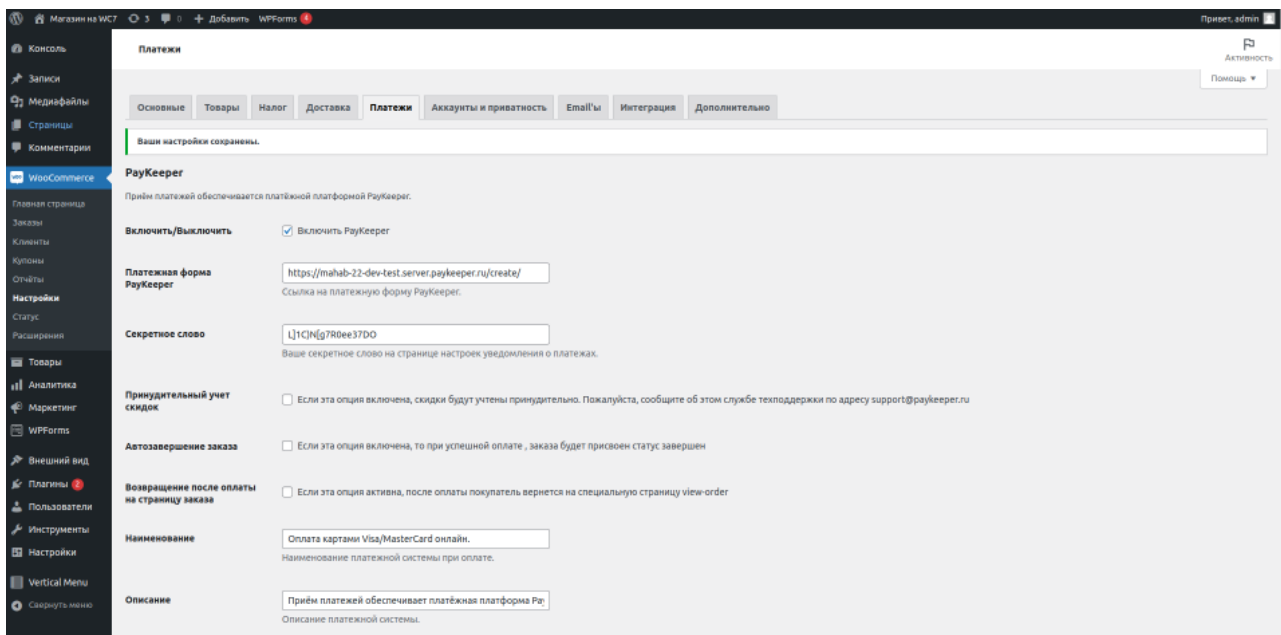 Магазин на WC7 3 0 + Добавить WPForms 4 Привет, admin
Консоль
Записи
Медиафайлы
Страницы
Комментарии
WooCommerce
Главная страница
Заказы
Клиенты
Купоны
Отчёты
Настройки
Статус
Расширения
Товары
Аналитика
Маркетинг
WPForms
Внешний вид
Плагины 2
Пользователи
Инструменты
Настройки
Vertical Menu
Свернуть меню
Платежи
Активность
Помощь ▼
Основные Товары Налог Доставка Платежи Аккаунты и приватность Email'ы Интеграция Дополнительно
Ваши настройки сохранены.
PayKeeper
Приём платежей обеспечивается платёжной платформой PayKeeper.
Включить/Выключить Включить PayKeeper
Платежная форма
PayKeeper
https://mahab-22-dev-test.server.paykeeper.ru/create/
Ссылка на платежную форму PayKeeper.
Секретное слово
Ваше секретное слово на странице настроек уведомления о платежах.
Принудительный учет
скидок
Если эта опция включена, скидки будут учтены принудительно. Пожалуйста, сообщите об этом службе техподдержки по адресу support@paykeeper.ru
Автозавершение заказа Если эта опция включена, то при успешной оплате , заказа будет присвоен статус завершен
Возвращение после оплаты
на страницу заказа
Если эта опция активна, после оплаты покупатель вернется на специальную страницу view-order
Наименование Оплата картами Visa/MasterCard онлайн.
Наименование платежной системы при оплате.
Описание Приём платежей обеспечивает платёжная платформа Pay
Описание платежной системы.